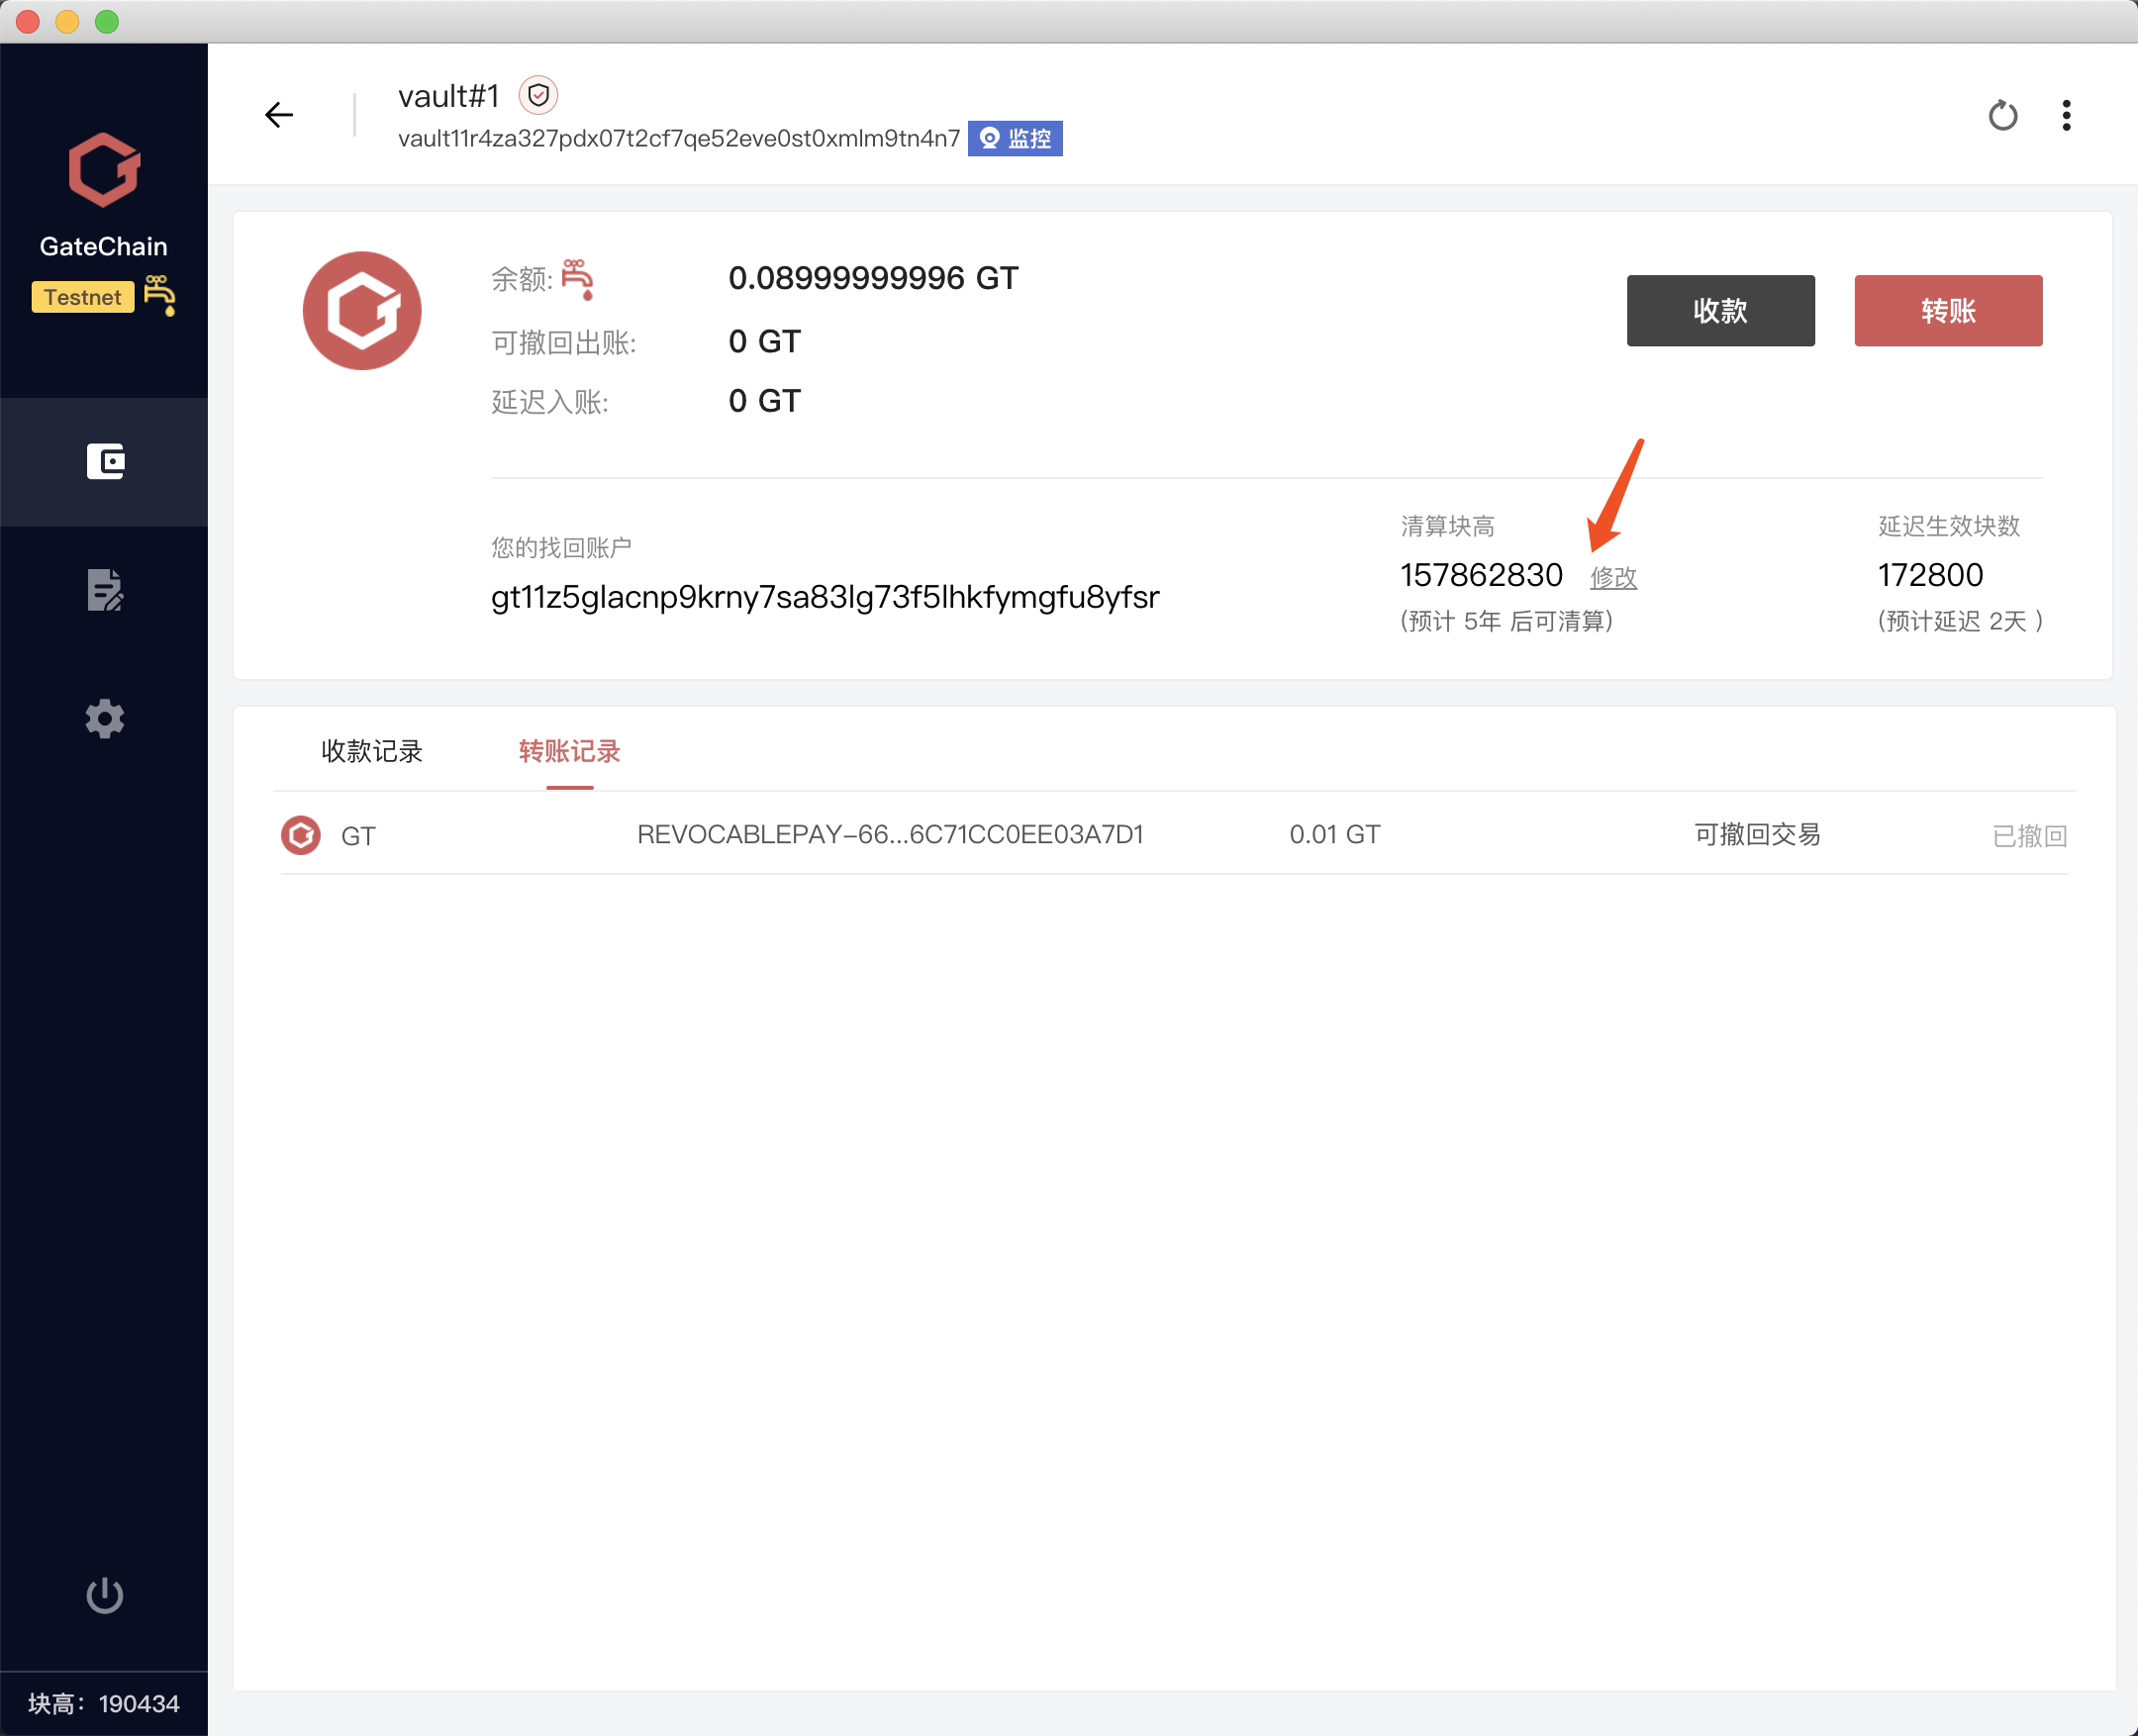 GateChain
Testnet
块高：190434
vault#1
vault11r4za327pdx07t2cf7qe52eve0st0xmlm9tn4n7 监控
余额: 0.08999999996 GT
可撤回出账: 0 GT
延迟入账: 0 GT
收款 转账
您的找回账户
gt11z5glacnp9krny7sa83lg73f5lhkfymgfu8yfsr
清算块高
157862830 修改
(预计 5年 后可清算)
延迟生效块数
172800
(预计延迟 2天 )
收款记录 转账记录
GT REVOCABLEPAY-66...6C71CC0EE03A7D1 0.01 GT 可撤回交易 已撤回